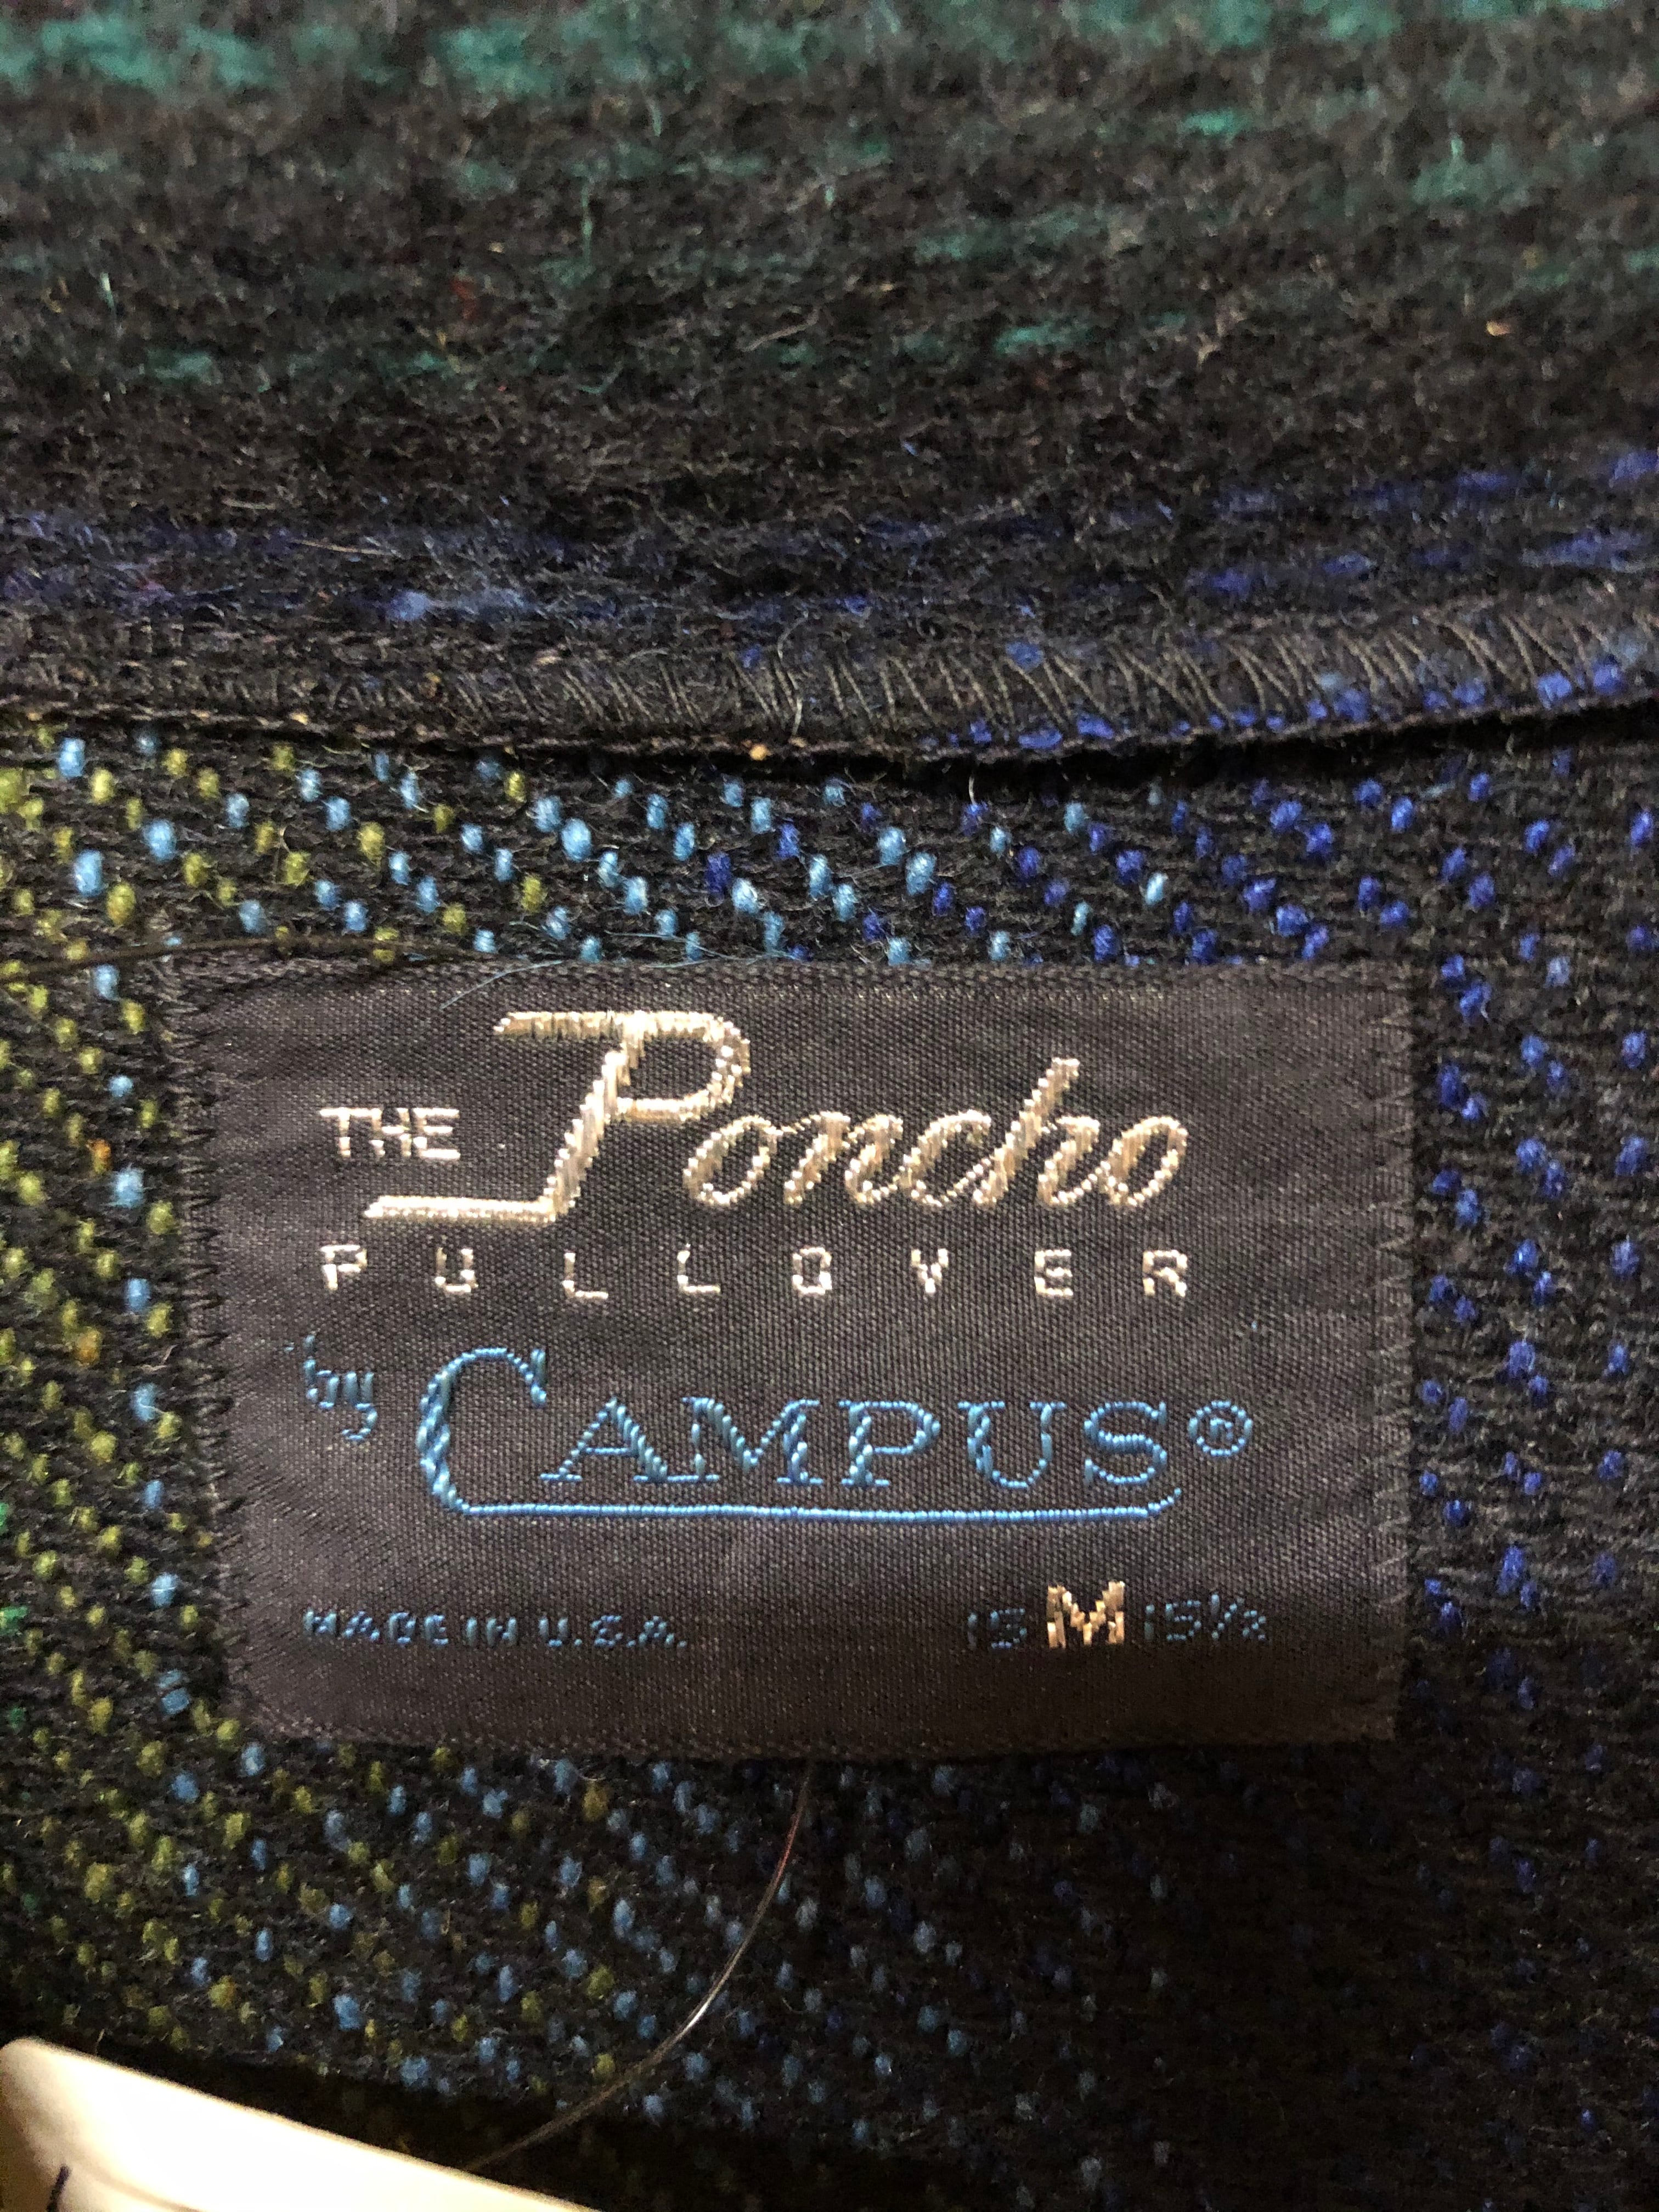 THE Poncho
PULLOVER
by CAMPUS®
MADE IN U.S.A. 15 M 15½